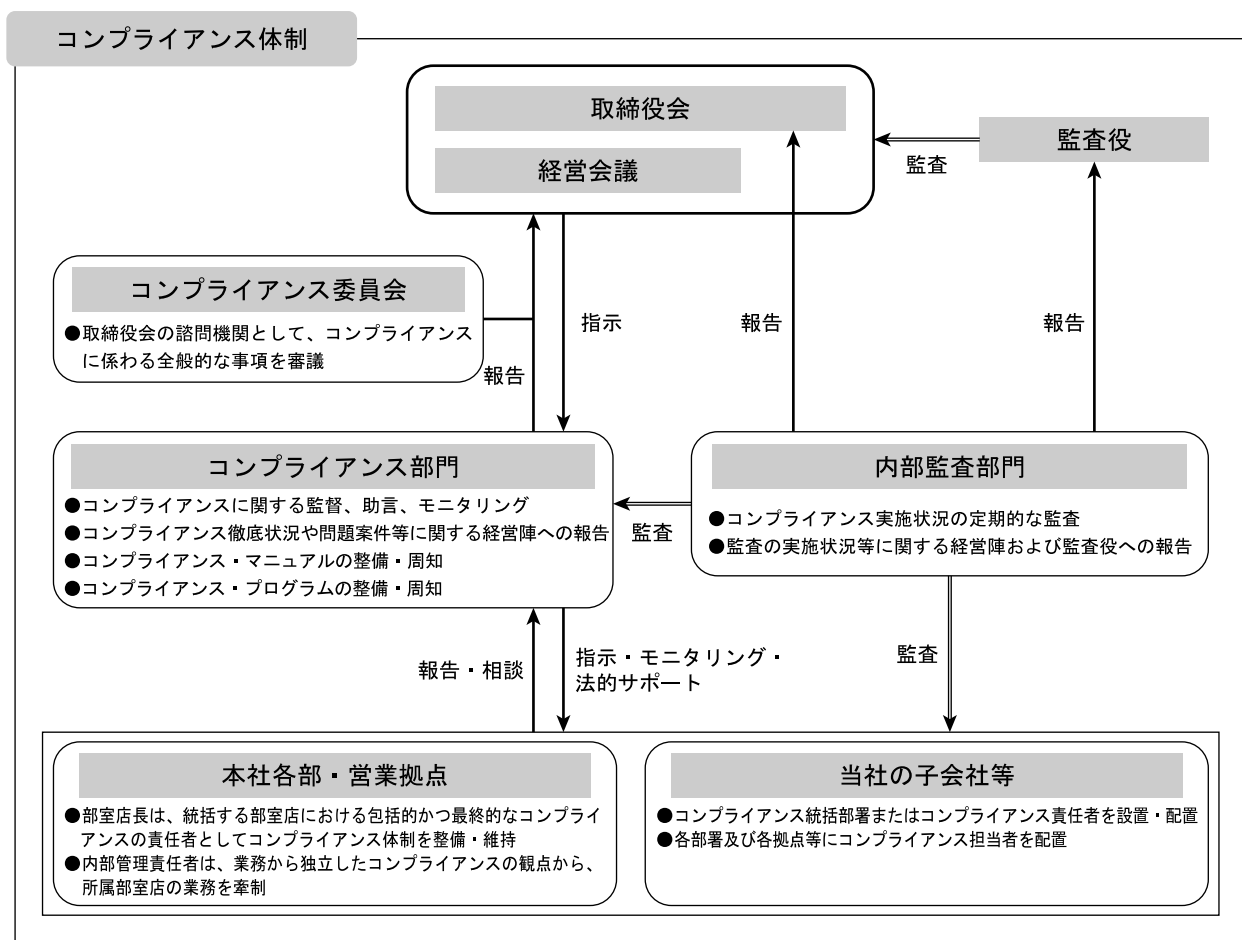 コンプライアンス体制
取締役会
経営会議
監査役
監査
コンプライアンス委員会
●取締役会の諮問機関として、コンプライアンス
に係わる全般的な事項を審議
報告
指示
報告
報告
コンプライアンス部門
●コンプライアンスに関する監督、助言、モニタリング
●コンプライアンス徹底状況や問題案件等に関する経営陣への報告
●コンプライアンス・マニュアルの整備・周知
●コンプライアンス・プログラムの整備・周知
監査
内部監査部門
●コンプライアンス実施状況の定期的な監査
●監査の実施状況等に関する経営陣および監査役への報告
報告・相談
指示・モニタリング・
法的サポート
監査
本社各部・営業拠点
●部室店長は、統括する部室店における包括的かつ最終的なコンプライ
アンスの責任者としてコンプライアンス体制を整備・維持
●内部管理責任者は、業務から独立したコンプライアンスの観点から、
所属部室店の業務を牽制
当社の子会社等
●コンプライアンス統括部署またはコンプライアンス責任者を設置・配置
●各部署及び各拠点等にコンプライアンス担当者を配置